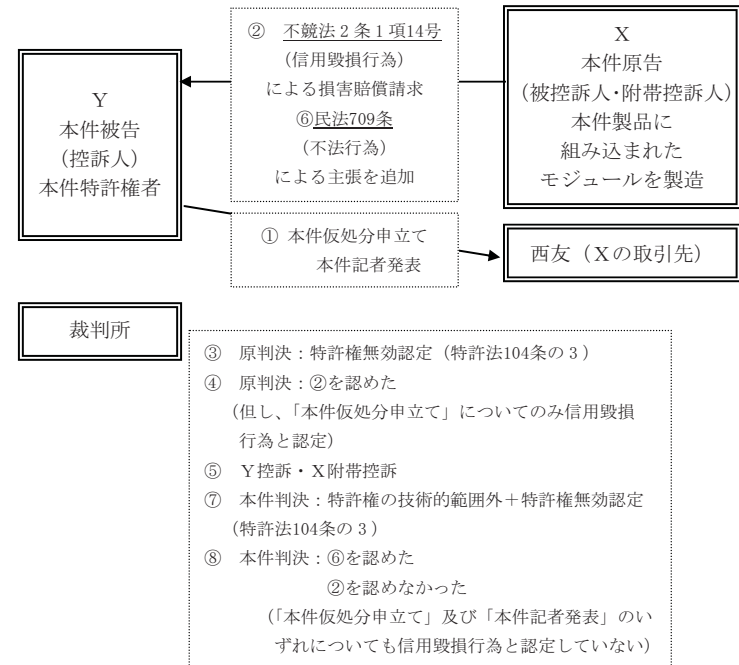 ② 不競法２条１項14号
(信用毀損行為)
による損害賠償請求
⑥民法709条
(不法行為)
による主張を追加
Ｙ
本件被告
(控訴人)
本件特許権者
Ｘ
本件原告
(被控訴人・附帯控訴人)
本件製品に
組み込まれた
モジュールを製造
① 本件仮処分申立て
本件記者発表
西友（Ｘの取引先）
裁判所
③ 原判決：特許権無効認定（特許法104条の３）
④ 原判決：②を認めた
(但し、「本件仮処分申立て」についてのみ信用毀損
行為と認定)
⑤ Ｙ控訴・Ｘ附帯控訴
⑦ 本件判決：特許権の技術的範囲外＋特許権無効認定
(特許法104条の３)
⑧ 本件判決：⑥を認めた
②を認めなかった
(「本件仮処分申立て」及び「本件記者発表」のい
ずれについても信用毀損行為と認定していない)